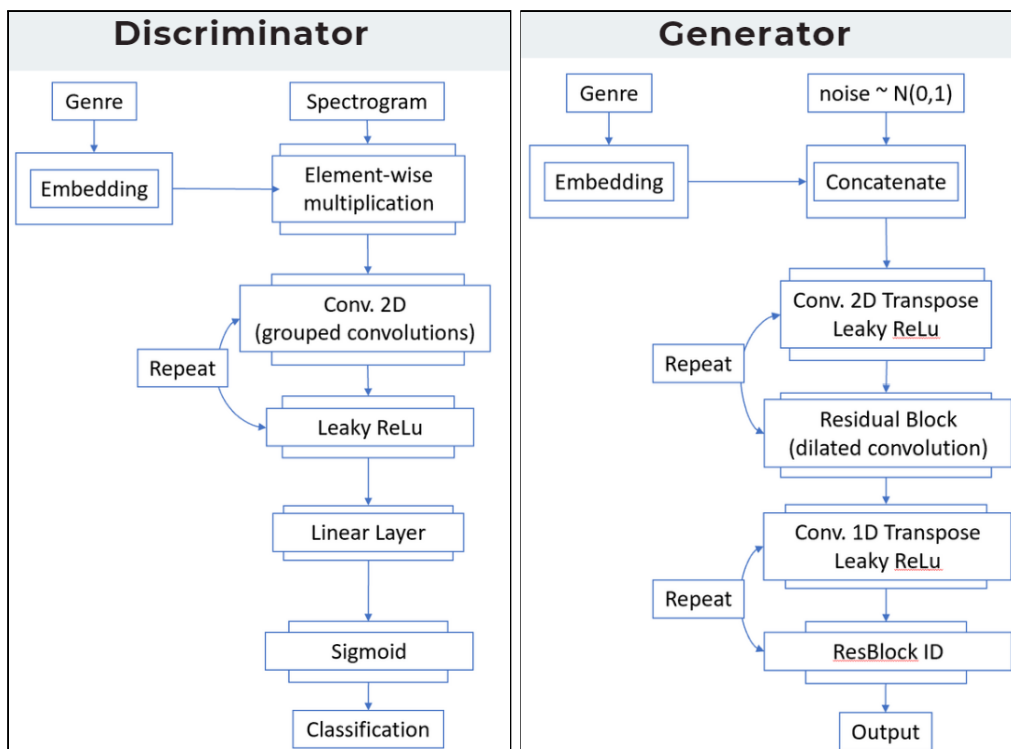 Discriminator
Genre
Spectrogram
Embedding
Element-wise
multiplication
Conv. 2D
(grouped convolutions)
Repeat
Leaky ReLu
Linear Layer
Sigmoid
Classification
Generator
Genre
noise ~ N(0,1)
Embedding
Concatenate
Conv. 2D Transpose
Leaky ReLu
Repeat
Residual Block
(dilated convolution)
Conv. 1D Transpose
Leaky ReLu
Repeat
ResBlock ID
Output